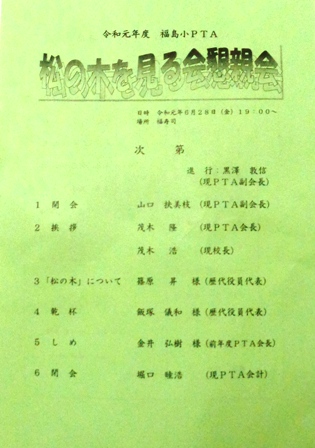 令和元年度 福島小PTA
松の木を見る会懇親会
日時 令和元年6月28日(金)19:00~
場所 福寿司
次 第
進 行:黒澤 敦信
(現PTA副会長)
1 開 会 山口 扶美枝 (現PTA副会長)
2 挨 拶 茂木 隆 (現PTA会長)
茂木 浩 (現校長)
3「松の木」について 藤原 昇 様(歴代役員代表)
4 乾 杯 飯塚 儀和 様(歴代役員代表)
5 し め 金井 弘樹 様(前年度PTA会長)
6 閉 会 堀口 瞳浩 (現PTA会計)